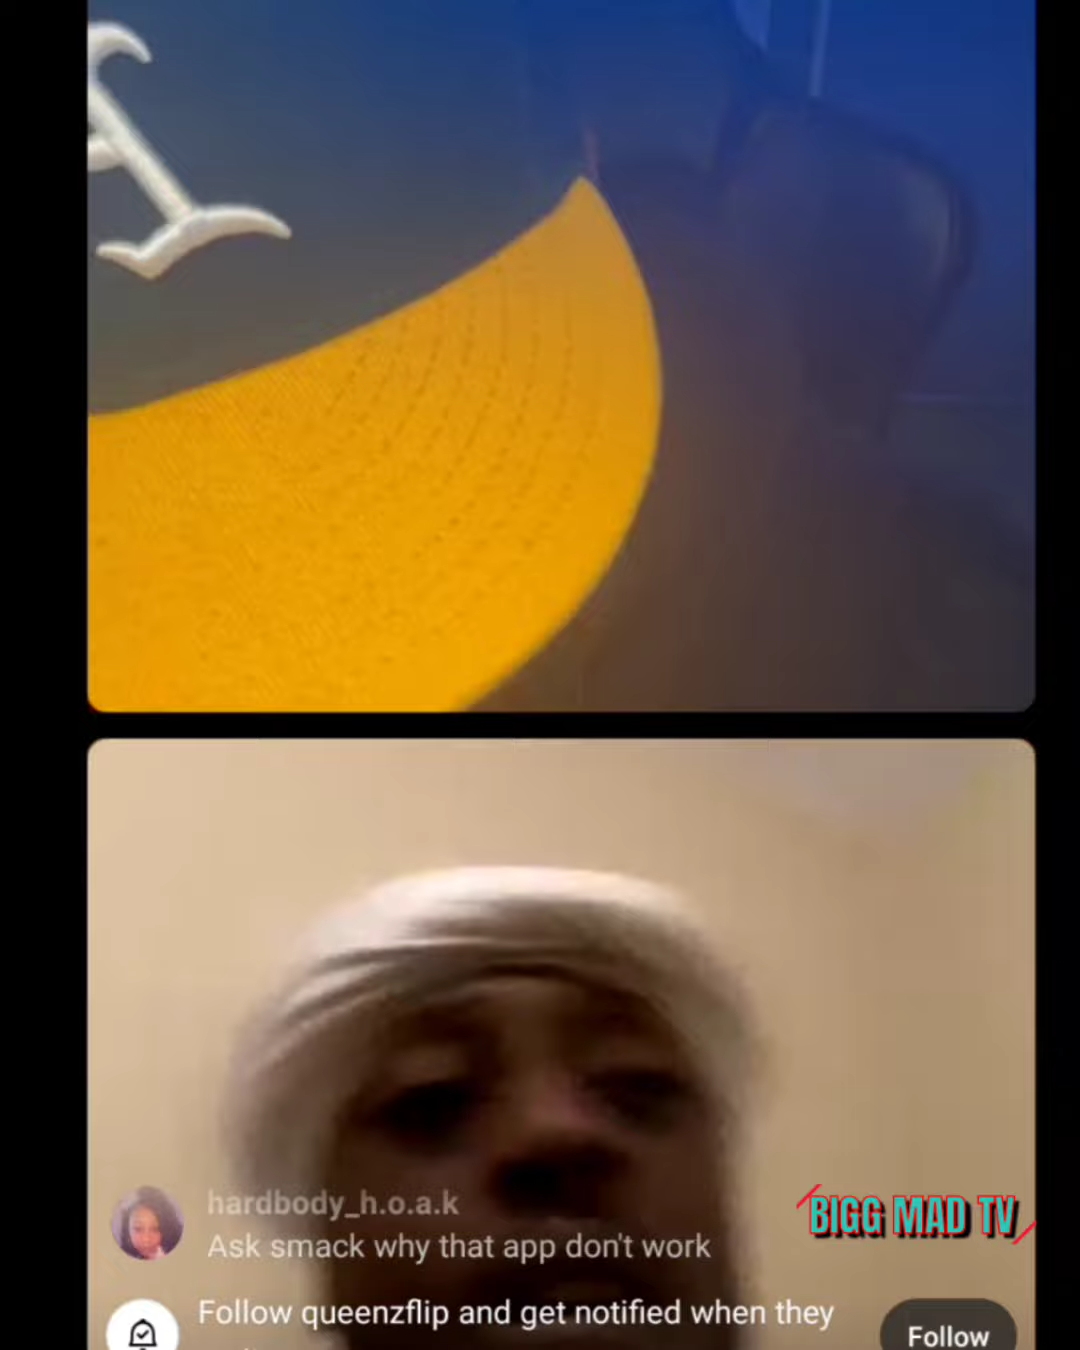 hardbody_h.o.a.k
Ask smack why that app don't work
BIGG MAD TV
Follow queenzflip and get notified when they
Follow